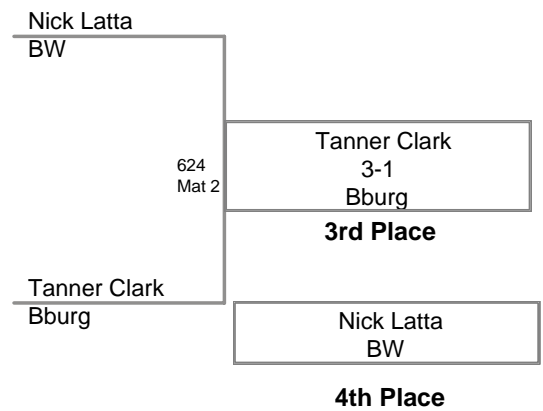 Nick Latta
BW
624
Mat 2
Tanner Clark
3-1
Bburg
3rd Place
Tanner Clark
Bburg
Nick Latta
BW
4th Place